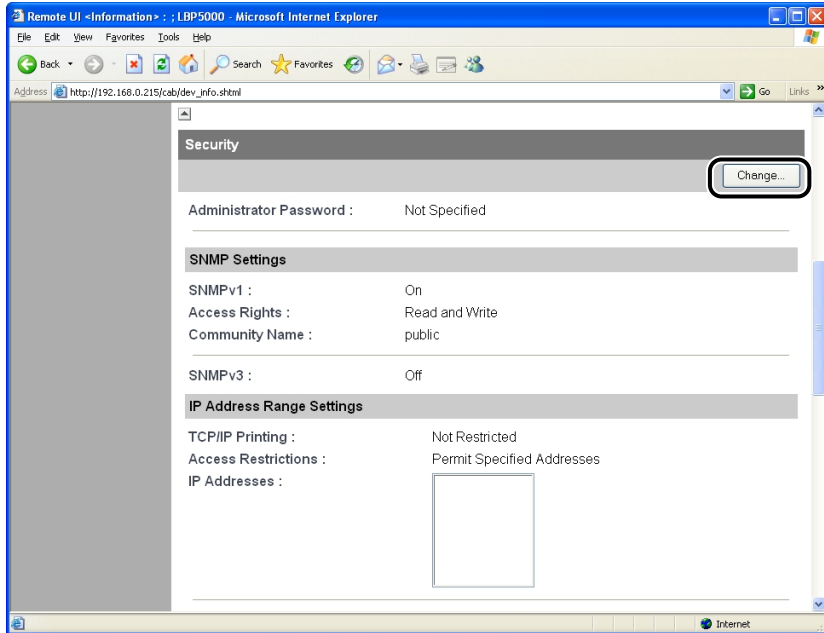 Remote UI <Information> : ; LBP5000 - Microsoft Internet Explorer
File Edit View Favorites Tools Help
Back Search Favorites
Address http://192.168.0.215/cab/dev_info.shtml Go Links »
Security
Change...
Administrator Password : Not Specified
SNMP Settings
SNMPv1 : On
Access Rights : Read and Write
Community Name : public
SNMPv3 : Off
IP Address Range Settings
TCP/IP Printing : Not Restricted
Access Restrictions : Permit Specified Addresses
IP Addresses :
Internet